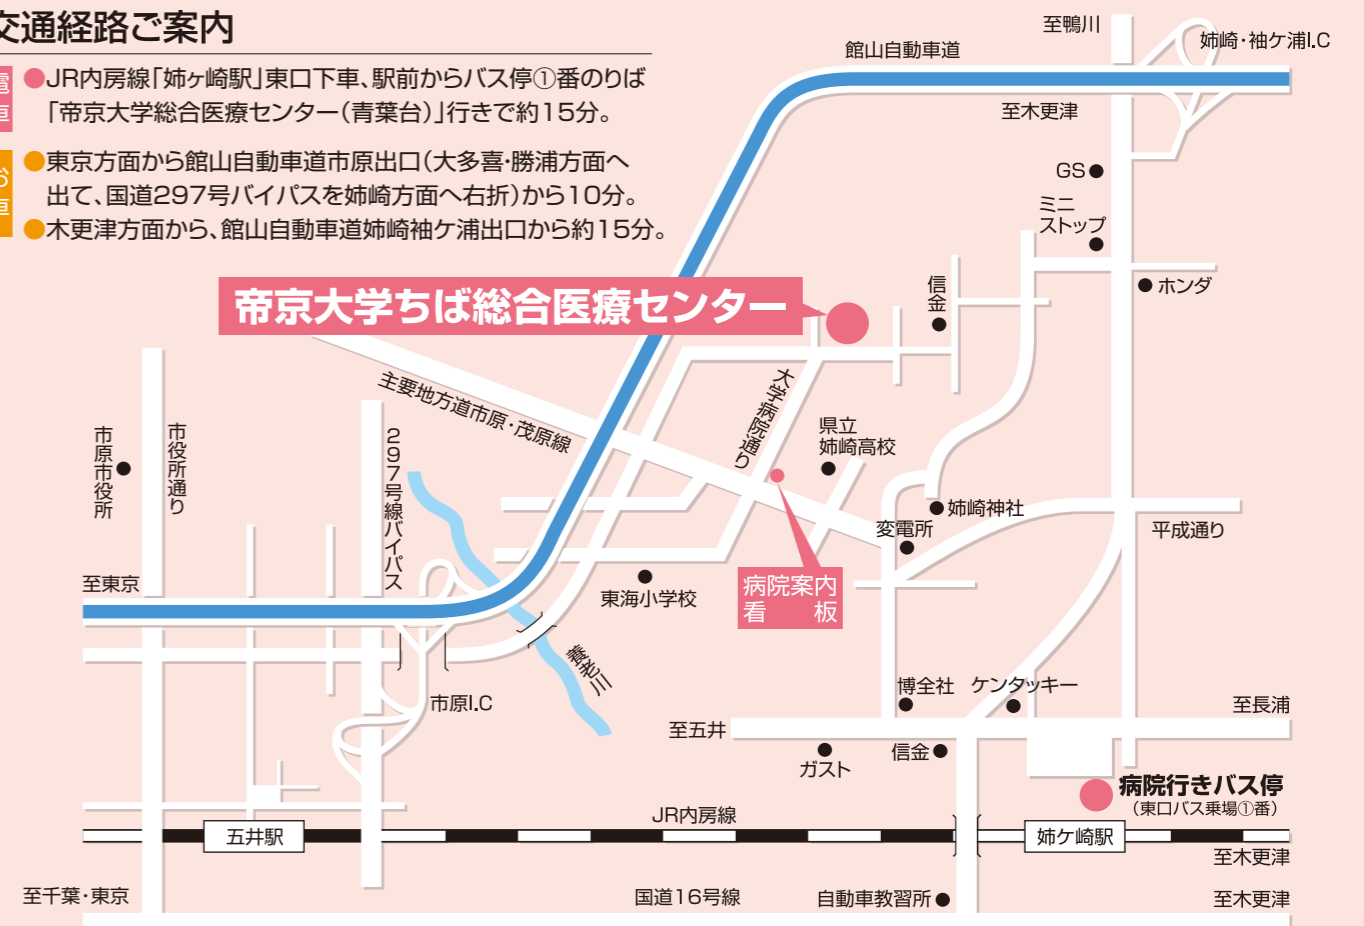 交通経路ご案内
電車
●JR内房線「姉ヶ崎駅」東口下車、駅前からバス停①番のりば
「帝京大学総合医療センター(青葉台)」行きで約15分。
お車
●東京方面から館山自動車道市原出口(大多喜・勝浦方面へ
出て、国道297号バイパスを姉崎方面へ右折)から10分。
●木更津方面から、館山自動車道姉崎袖ケ浦出口から約15分。
至鴨川
館山自動車道
姉崎・袖ケ浦I.C
至木更津
GS
ミニ
ストップ
ホンダ
信金
帝京大学ちば総合医療センター
主要地方道市原・茂原線
大学病院通り
県立
姉崎高校
市原市役所
市役所通り
297号線バイパス
姉崎神社
変電所
平成通り
至東京
東海小学校
病院案内
看板
養老川
市原I.C
博全社
ケンタッキー
至長浦
至五井
ガスト
信金
病院行きバス停
(東口バス乗場①番)
JR内房線
五井駅
姉ケ崎駅
至木更津
至千葉・東京
国道16号線
自動車教習所
至木更津